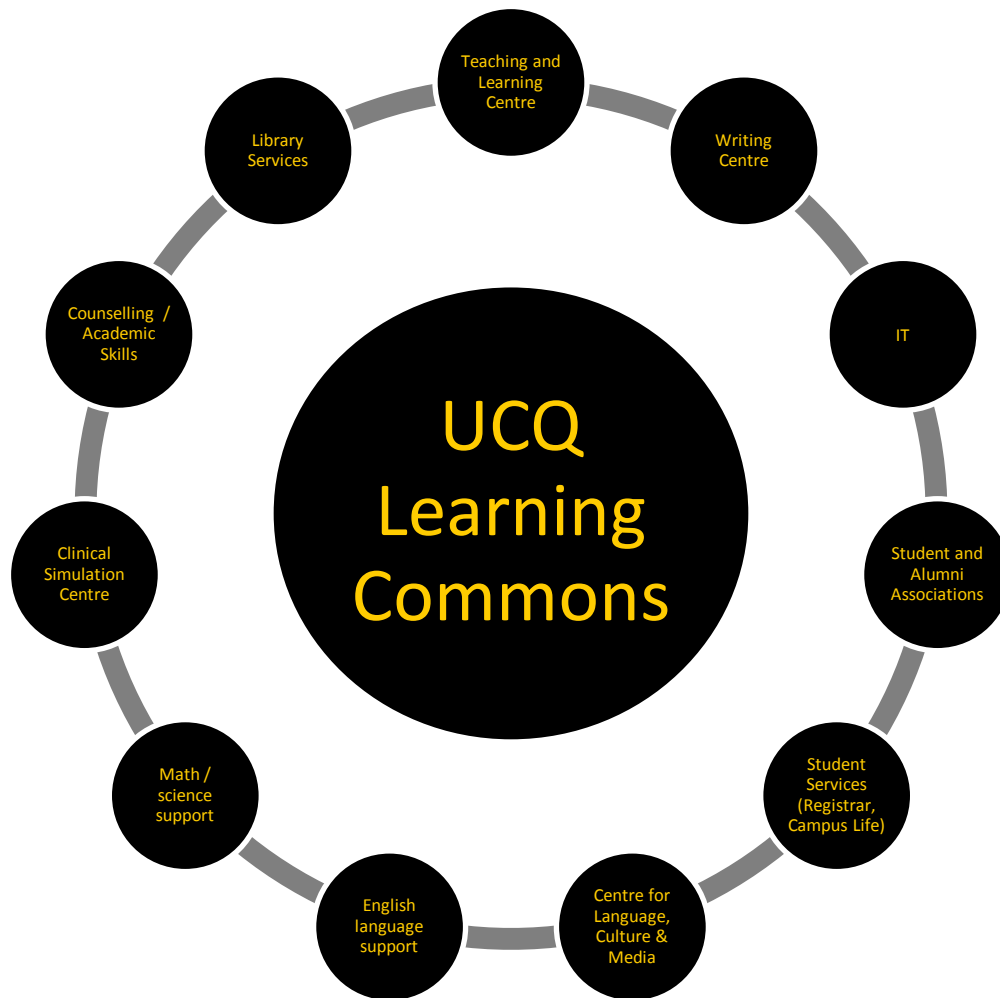 Teaching and
Learning
Centre
Writing
Centre
IT
Student and
Alumni
Associations
Student
Services
(Registrar,
Campus Life)
Centre for
Language,
Culture &
Media
English
language
support
Math /
science
support
Clinical
Simulation
Centre
Counselling /
Academic
Skills
Library
Services
UCQ
Learning
Commons